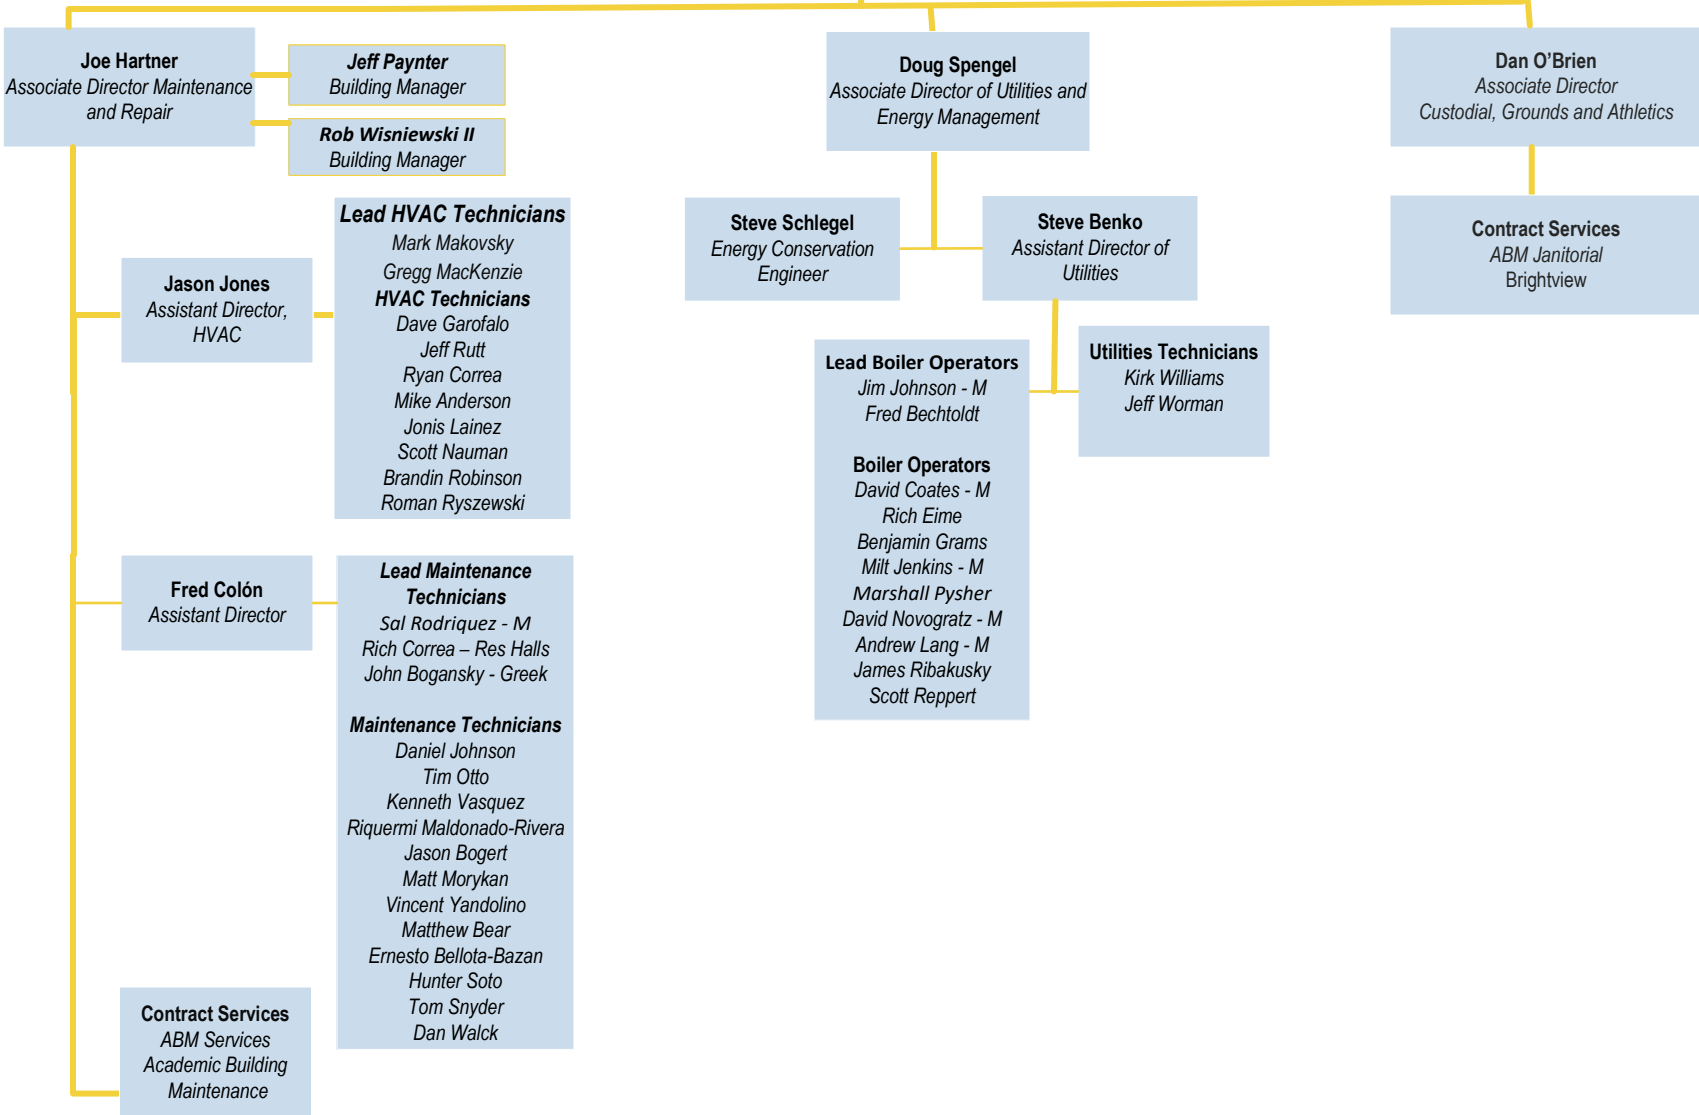 Joe Hartner
Associate Director Maintenance
and Repair
Jeff Paynter
Building Manager
Rob Wisniewski II
Building Manager
Lead HVAC Technicians
Mark Makovsky
Gregg MacKenzie
HVAC Technicians
Dave Garofalo
Jeff Rutt
Ryan Correa
Mike Anderson
Jonis Lainez
Scott Nauman
Brandin Robinson
Roman Ryszewski
Jason Jones
Assistant Director,
HVAC
Fred Colón
Assistant Director
Lead Maintenance
Technicians
Sal Rodriquez - M
Rich Correa – Res Halls
John Bogansky - Greek
Maintenance Technicians
Daniel Johnson
Tim Otto
Kenneth Vasquez
Riquermi Maldonado-Rivera
Jason Bogert
Matt Morykan
Vincent Yandolino
Matthew Bear
Ernesto Bellota-Bazan
Hunter Soto
Tom Snyder
Dan Walck
Contract Services
ABM Services
Academic Building
Maintenance
Doug Spengel
Associate Director of Utilities and
Energy Management
Steve Schlegel
Energy Conservation
Engineer
Steve Benko
Assistant Director of
Utilities
Lead Boiler Operators
Jim Johnson - M
Fred Bechtoldt
Boiler Operators
David Coates - M
Rich Eime
Benjamin Grams
Milt Jenkins - M
Marshall Pysher
David Novogratz - M
Andrew Lang - M
James Ribakusky
Scott Reppert
Utilities Technicians
Kirk Williams
Jeff Worman
Dan O’Brien
Associate Director
Custodial, Grounds and Athletics
Contract Services
ABM Janitorial
Brightview